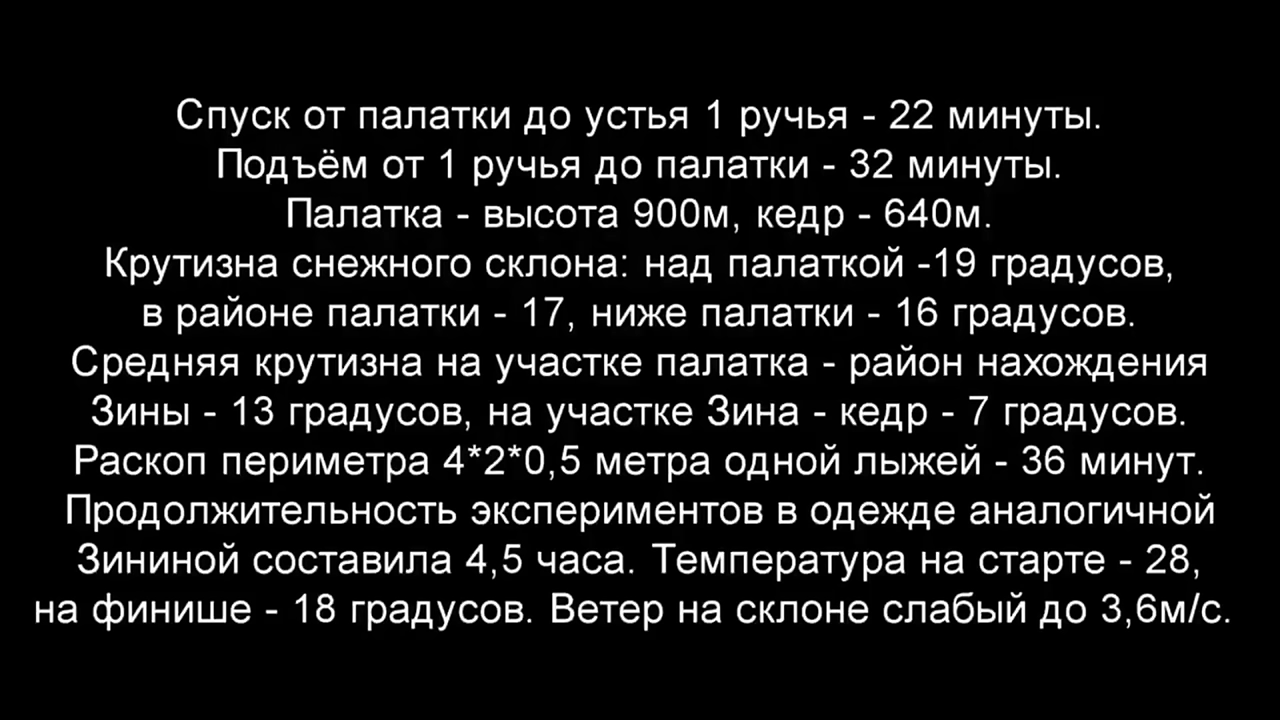 Спуск от палатки до устья 1 ручья - 22 минуты.
Подъём от 1 ручья до палатки - 32 минуты.
Палатка - высота 900м, кедр - 640м.
Крутизна снежного склона: над палаткой -19 градусов,
в районе палатки - 17, ниже палатки - 16 градусов.
Средняя крутизна на участке палатка - район нахождения
Зины - 13 градусов, на участке Зина - кедр - 7 градусов.
Раскоп периметра 4*2*0,5 метра одной лыжей - 36 минут.
Продолжительность экспериментов в одежде аналогичной
Зининой составила 4,5 часа. Температура на старте - 28,
на финише - 18 градусов. Ветер на склоне слабый до 3,6м/с.